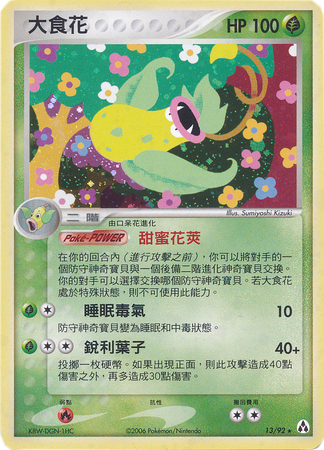 大食花
HP 100
Illus. Sumiyoshi Kizuki
二階
由口呆花進化
Poké-POWER 甜蜜花莢
在你的回合內(進行攻擊之前),你可以將對手的一
個防守神奇寶貝與一個後備二階進化神奇寶貝交換。
你的對手可以選擇交換哪個防守神奇寶貝。若大食花
處於特殊狀態,則不可使用此能力。
睡眠毒氣 10
防守神奇寶貝變為睡眠和中毒狀態。
銳利葉子 40+
投擲一枚硬幣。如果出現正面,則此攻擊造成40點
傷害之外,再多造成30點傷害。
弱點 抗性 撤回費用
K8W-DGN-1HC ©2006 Pokémon/Nintendo 13/92 ★